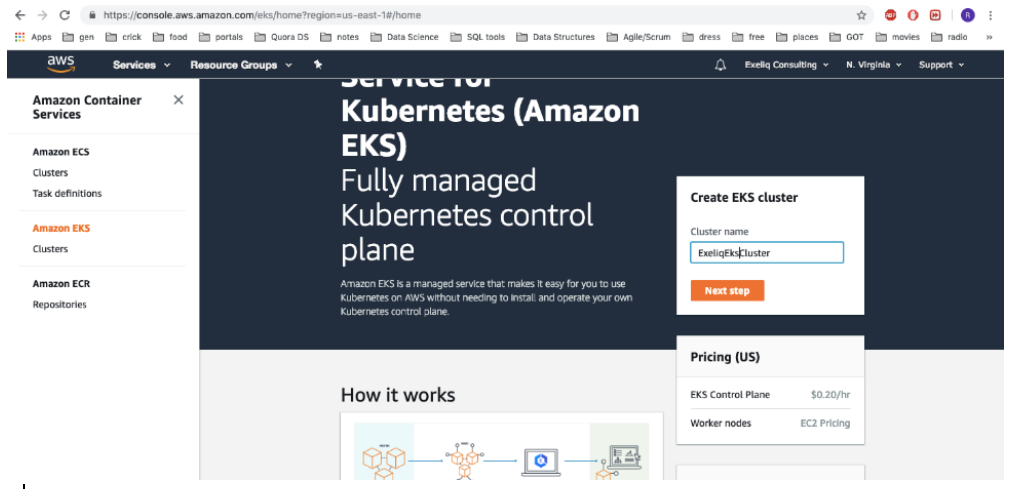 https://console.aws.amazon.com/eks/home?region=us-east-1#/home
Apps gen crick food portals Quora DS notes Data Science SQL tools Data Structures Agile/Scrum dress free places GOT movies radio »
aws Services Resource Groups Exeliq Consulting N. Virginia Support
Amazon Container
Services
Amazon ECS
Clusters
Task definitions
Amazon EKS
Clusters
Amazon ECR
Repositories
Service for
Kubernetes (Amazon
EKS)
Fully managed
Kubernetes control
plane
Amazon EKS is a managed service that makes it easy for you to use
Kubernetes on AWS without needing to install and operate your own
Kubernetes control plane.
Create EKS cluster
Cluster name
ExeliqEksCluster
Next step
Pricing (US)
EKS Control Plane $0.20/hr
Worker nodes EC2 Pricing
How it works